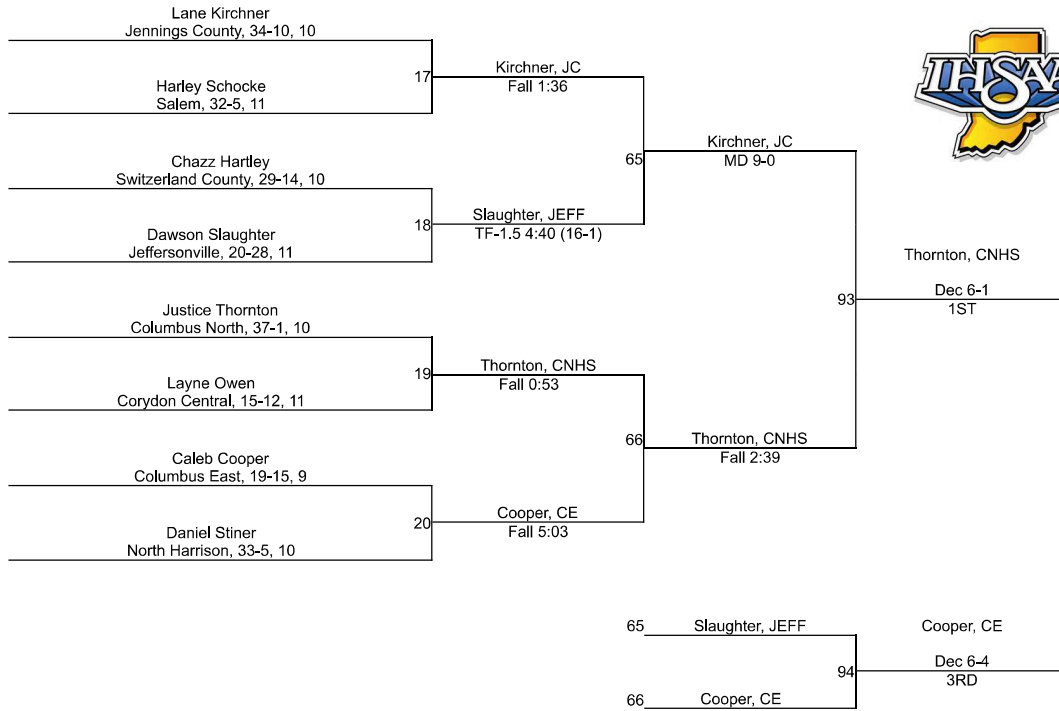 Lane Kirchner
Jennings County, 34-10, 10
17
Kirchner, JC
Fall 1:36
Harley Schocke
Salem, 32-5, 11
IHSAA
65
Kirchner, JC
MD 9-0
Chazz Hartley
Switzerland County, 29-14, 10
18
Slaughter, JEFF
TF-1.5 4:40 (16-1)
Dawson Slaughter
Jeffersonville, 20-28, 11
93
Thornton, CNHS
Dec 6-1
1ST
Justice Thornton
Columbus North, 37-1, 10
19
Thornton, CNHS
Fall 0:53
Layne Owen
Corydon Central, 15-12, 11
66
Thornton, CNHS
Fall 2:39
Caleb Cooper
Columbus East, 19-15, 9
20
Cooper, CE
Fall 5:03
Daniel Stiner
North Harrison, 33-5, 10
65
Slaughter, JEFF
94
Cooper, CE
Dec 6-4
3RD
66
Cooper, CE